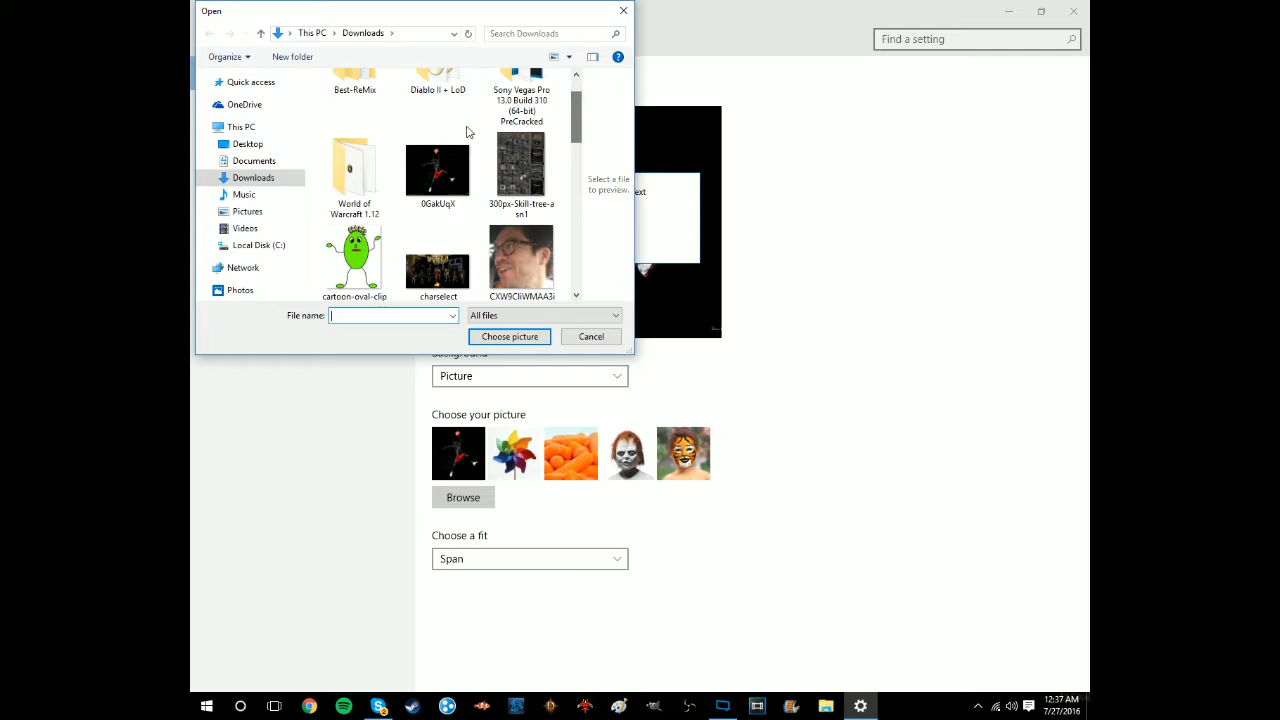 Open
This PC
Downloads
Search Downloads
Find a setting
Organize
New folder
Quick access
OneDrive
This PC
Desktop
Documents
Downloads
Music
Pictures
Videos
Local Disk (C:)
Network
Photos
Best-ReMix
Diablo II + LoD
Sony Vegas Pro
13.0 Build 310
(64-bit)
PreCracked
World of
Warcraft 1.12
0GakUqX
300px-Skill-tree-a
sn1
cartoon-oval-clip
charselect
CXW9CliWMAA3i
Select a file
to preview.
ext
File name:
All files
Choose picture
Cancel
Background
Picture
Choose your picture
Browse
Choose a fit
Span
12:37 AM
7/27/2016